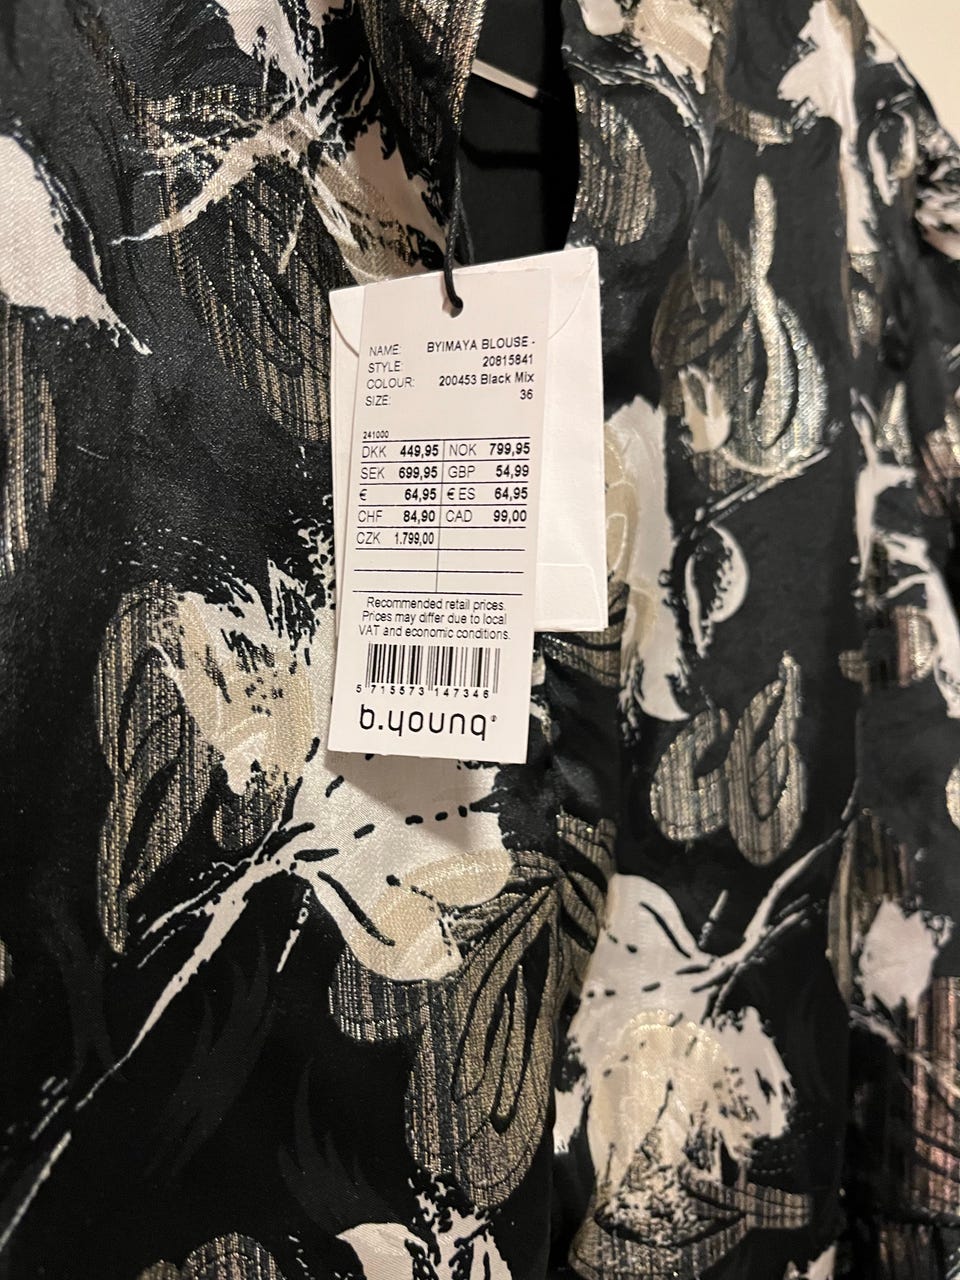 NAME: BYIMAYA BLOUSE -
STYLE: 20815841
COLOUR: 200453 Black Mix
SIZE: 36
241000
DKK 449,95 NOK 799,95
SEK 699,95 GBP 54,99
€ 64,95 € ES 64,95
CHF 84,90 CAD 99,00
CZK 1.799,00
Recommended retail prices.
Prices may differ due to local
VAT and economic conditions.
5 715573 147346
b.young®